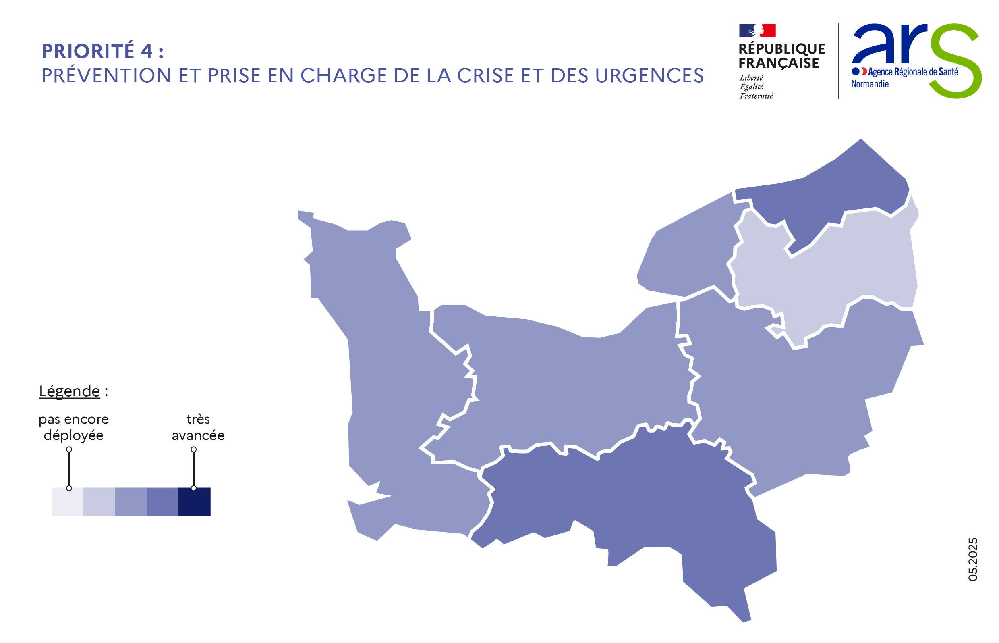 PRIORITÉ 4 :
PRÉVENTION ET PRISE EN CHARGE DE LA CRISE ET DES URGENCES
RÉPUBLIQUE
FRANÇAISE
Liberté
Égalité
Fraternité
ars
Agence Régionale de Santé
Normandie
Légende :
pas encore
déployée
très
avancée
05.2025